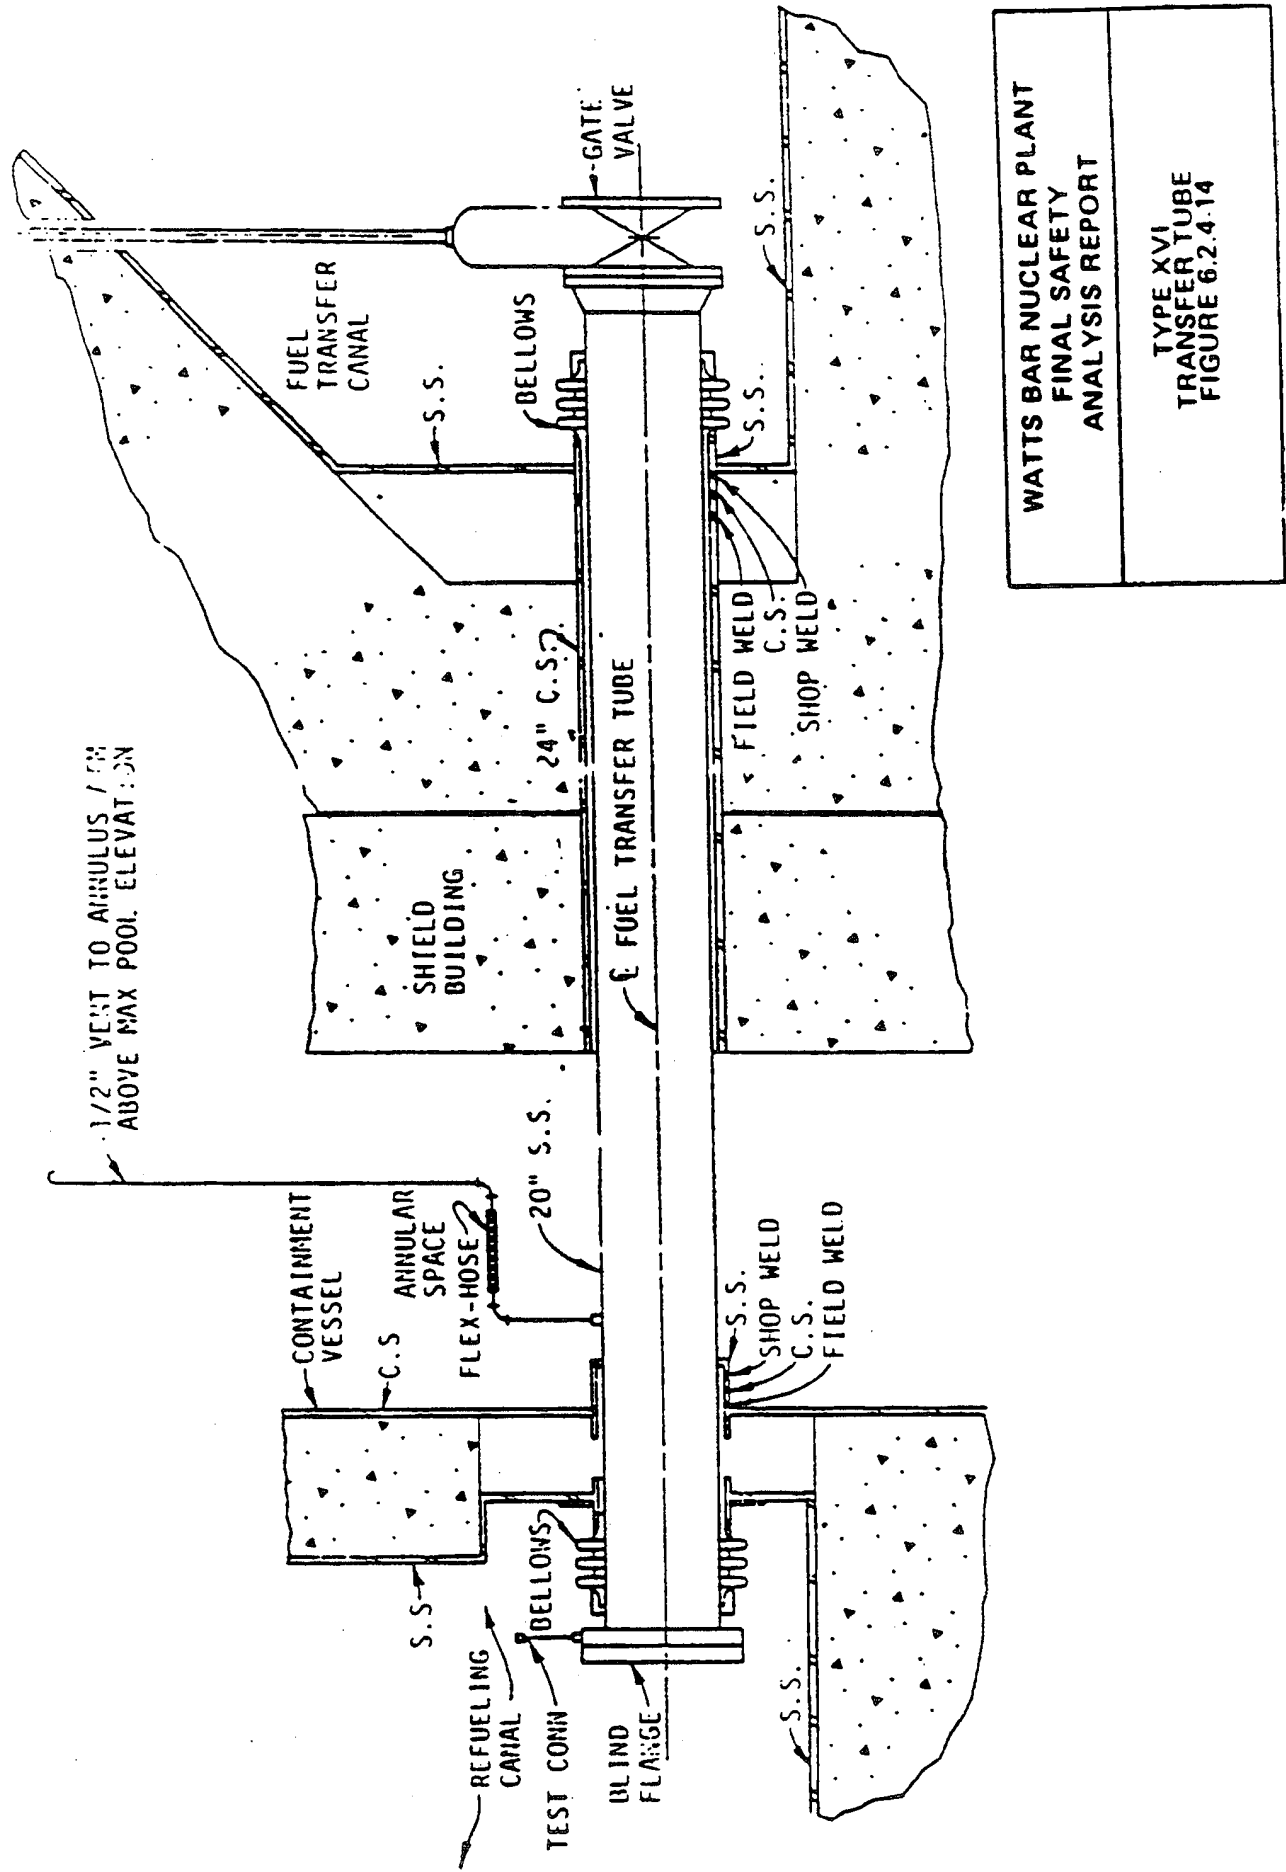 1/2" VENT TO ANNULUS
ABOVE MAX POOL ELEVATION
CONTAINMENT
VESSEL
C.S
ANNULAR
SPACE
FLEX-HOSE
20" S.S.
S.S
REFUELING
CANAL
TEST CONN
BELLOWS
BLIND
FLANGE
S.S.
S.S.
SHOP WELD
C.S.
FIELD WELD
SHIELD
BUILDING
℄ FUEL TRANSFER TUBE
24" C.S.
FIELD WELD
C.S.
SHOP WELD
FUEL
TRANSFER
CANAL
S.S.
BELLOWS
S.S.
S.S.
GATE
VALVE
WATTS BAR NUCLEAR PLANT
FINAL SAFETY
ANALYSIS REPORT
TYPE XVI
TRANSFER TUBE
FIGURE 6.2.4-14